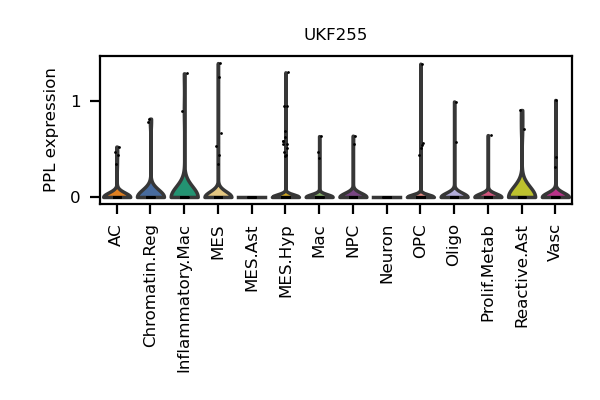 UKF255
PPL expression
1
0
AC
Chromatin.Reg
Inflammatory.Mac
MES
MES.Ast
MES.Hyp
Mac
NPC
Neuron
OPC
Oligo
Prolif.Metab
Reactive.Ast
Vasc